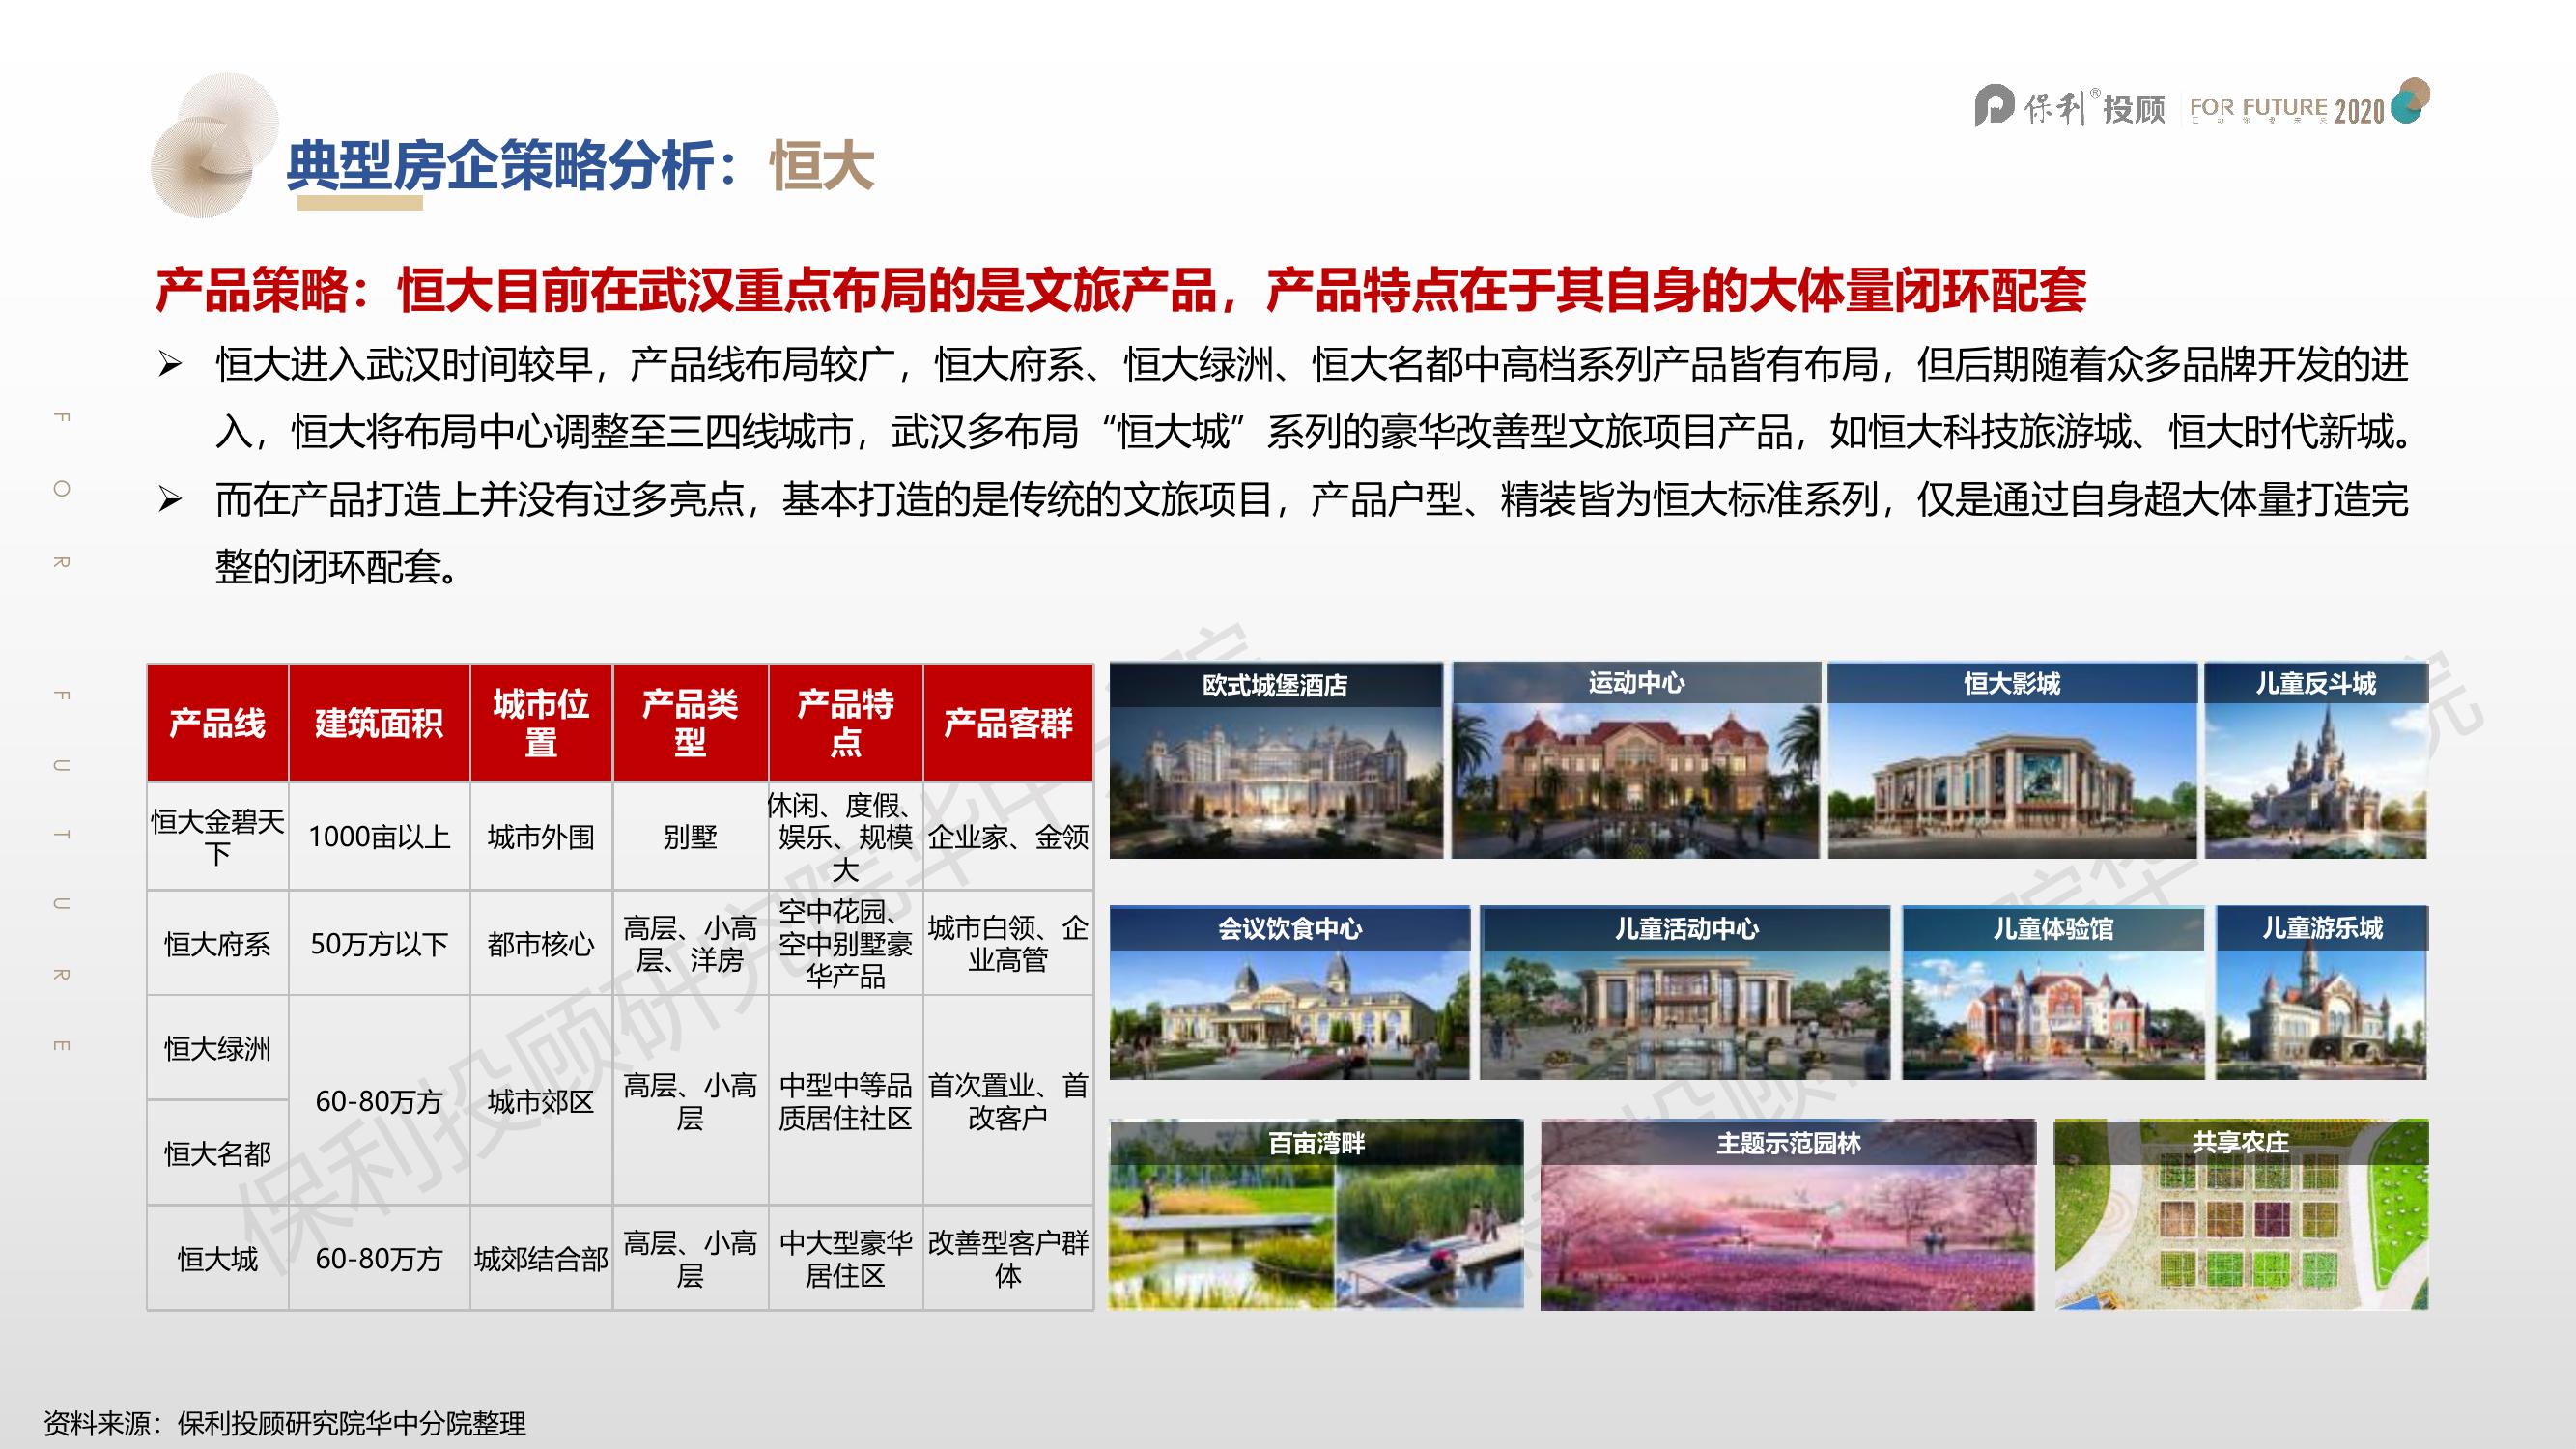 保利®投顾 FOR FUTURE 2020
典型房企策略分析：恒大
产品策略：恒大目前在武汉重点布局的是文旅产品，产品特点在于其自身的大体量闭环配套
➢ 恒大进入武汉时间较早，产品线布局较广，恒大府系、恒大绿洲、恒大名都中高档系列产品皆有布局，但后期随着众多品牌开发的进
入，恒大将布局中心调整至三四线城市，武汉多布局“恒大城”系列的豪华改善型文旅项目产品，如恒大科技旅游城、恒大时代新城。
➢ 而在产品打造上并没有过多亮点，基本打造的是传统的文旅项目，产品户型、精装皆为恒大标准系列，仅是通过自身超大体量打造完
整的闭环配套。
FOR FUTURE
产品线 建筑面积 城市位置 产品类型 产品特点 产品客群
恒大金碧天下 1000亩以上 城市外围 别墅 休闲、度假、娱乐、规模大 企业家、金领
恒大府系 50万方以下 都市核心 高层、小高层、洋房 空中花园、空中别墅豪华产品 城市白领、企业高管
恒大绿洲 60-80万方 城市郊区 高层、小高层 中型中等品质居住社区 首次置业、首改客户
恒大名都
恒大城 60-80万方 城郊结合部 高层、小高层 中大型豪华居住区 改善型客户群体
欧式城堡酒店 运动中心 恒大影城 儿童反斗城
会议饮食中心 儿童活动中心 儿童体验馆 儿童游乐城
百亩湾畔 主题示范园林 共享农庄
保利投顾研究院华中分院
资料来源：保利投顾研究院华中分院整理